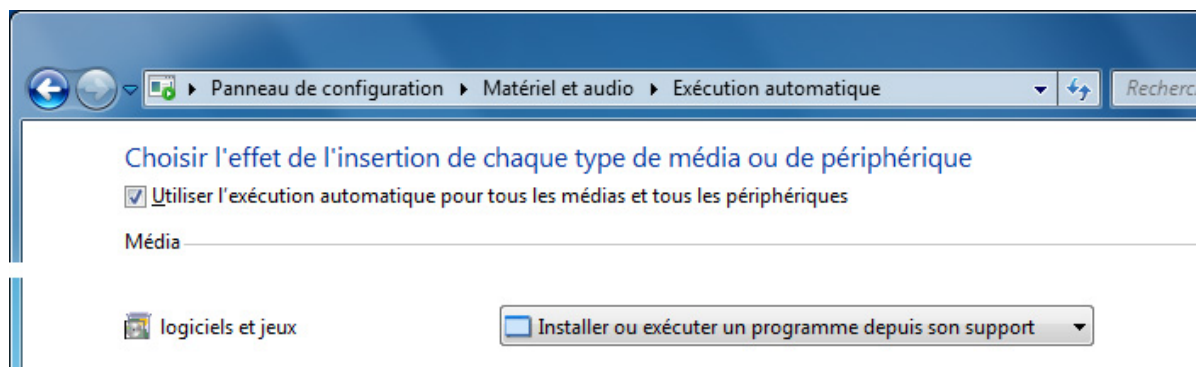 Panneau de configuration Matériel et audio Exécution automatique
Choisir l'effet de l'insertion de chaque type de média ou de périphérique
Utiliser l'exécution automatique pour tous les médias et tous les périphériques
Média
logiciels et jeux Installer ou exécuter un programme depuis son support